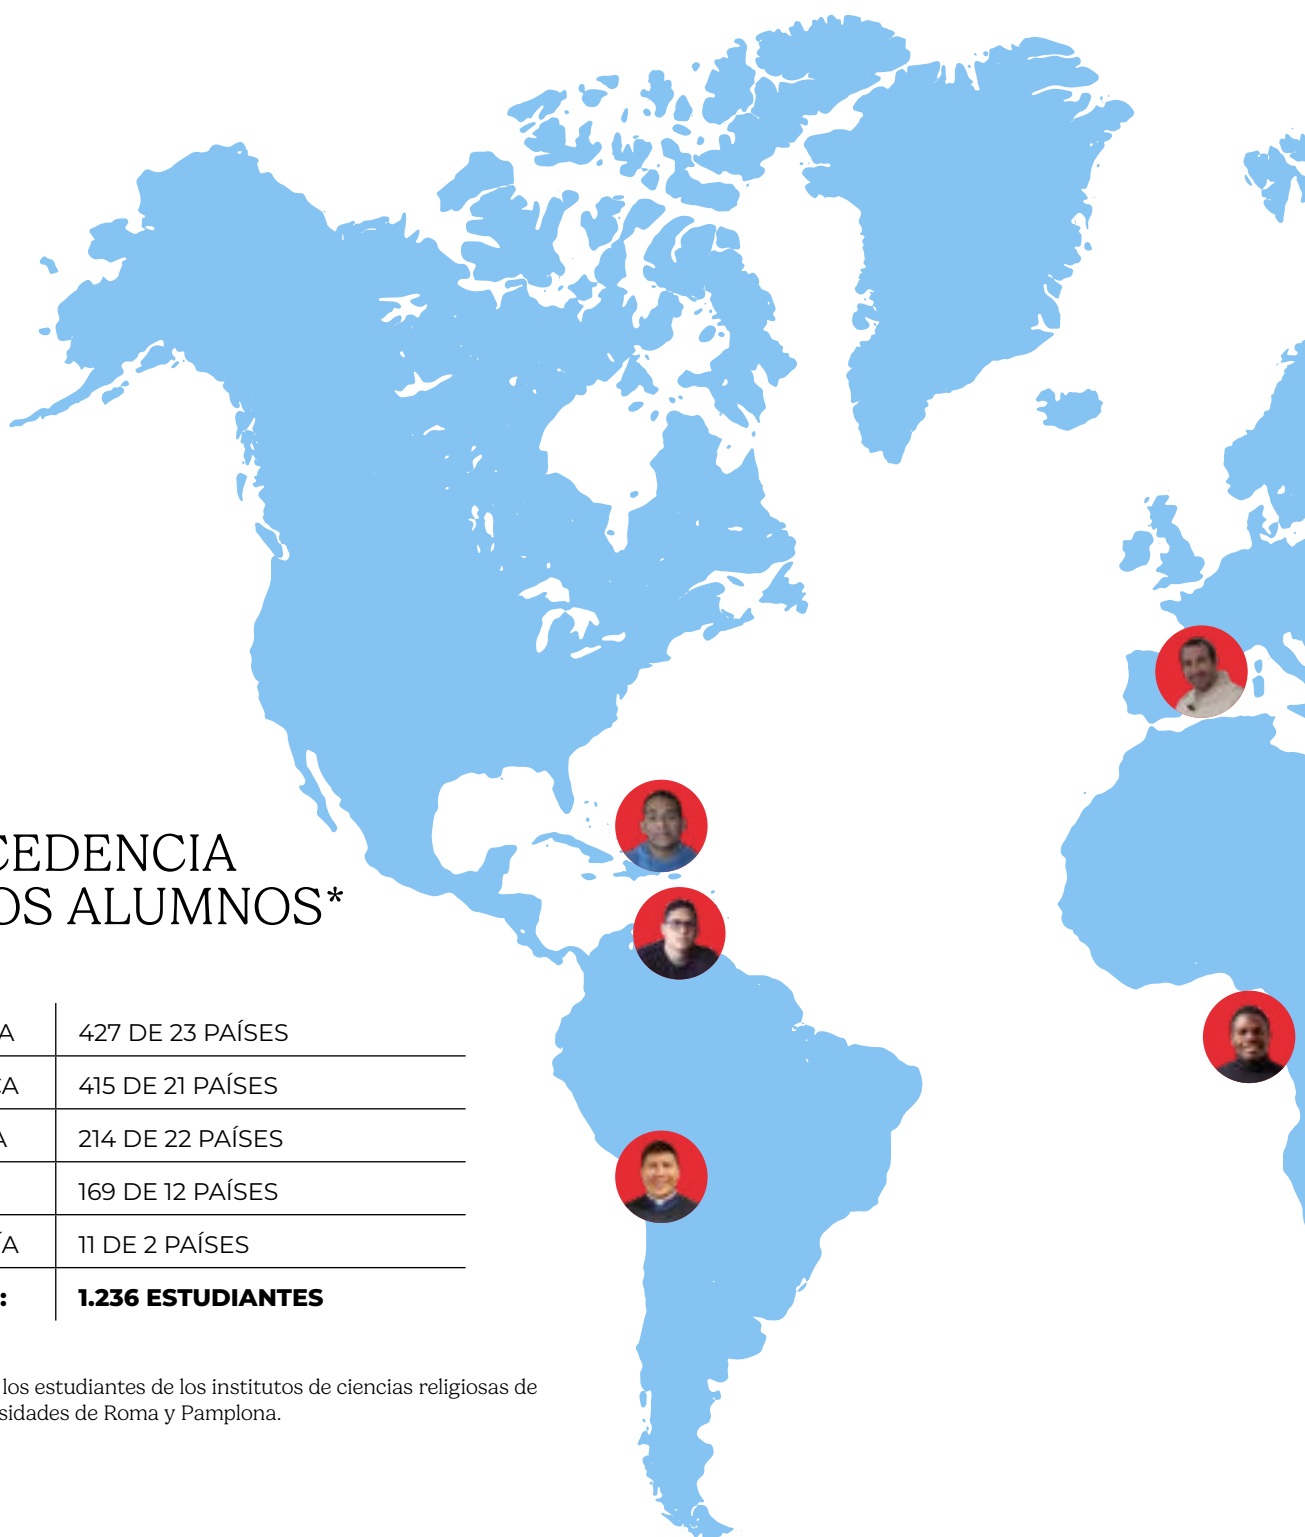 CEDENCIA
OS ALUMNOS*
A 427 DE 23 PAÍSES
CA 415 DE 21 PAÍSES
A 214 DE 22 PAÍSES
169 DE 12 PAÍSES
ÍA 11 DE 2 PAÍSES
: 1.236 ESTUDIANTES
los estudiantes de los institutos de ciencias religiosas de
sidades de Roma y Pamplona.